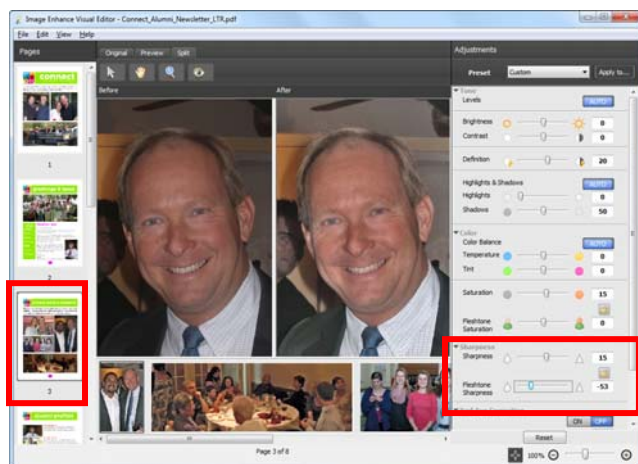 Image Enhance Visual Editor - Connect_Alumni_Newsletter_LTR.pdf
File Edit View Help
Pages
Original Preview Split
Adjustments
Preset Custom Apply to...
Before After
connect
1
2
3
Tone
Levels AUTO
Brightness 0
Contrast 0
Definition 20
Highlights & Shadows AUTO
Highlights 0
Shadows 50
Color
Color Balance AUTO
Temperature 0
Tint 0
Saturation 15
Fleshtone
Saturation 0
Sharpness
Sharpness 15
Fleshtone
Sharpness -53
ON OFF
Reset
Page 3 of 8
100%